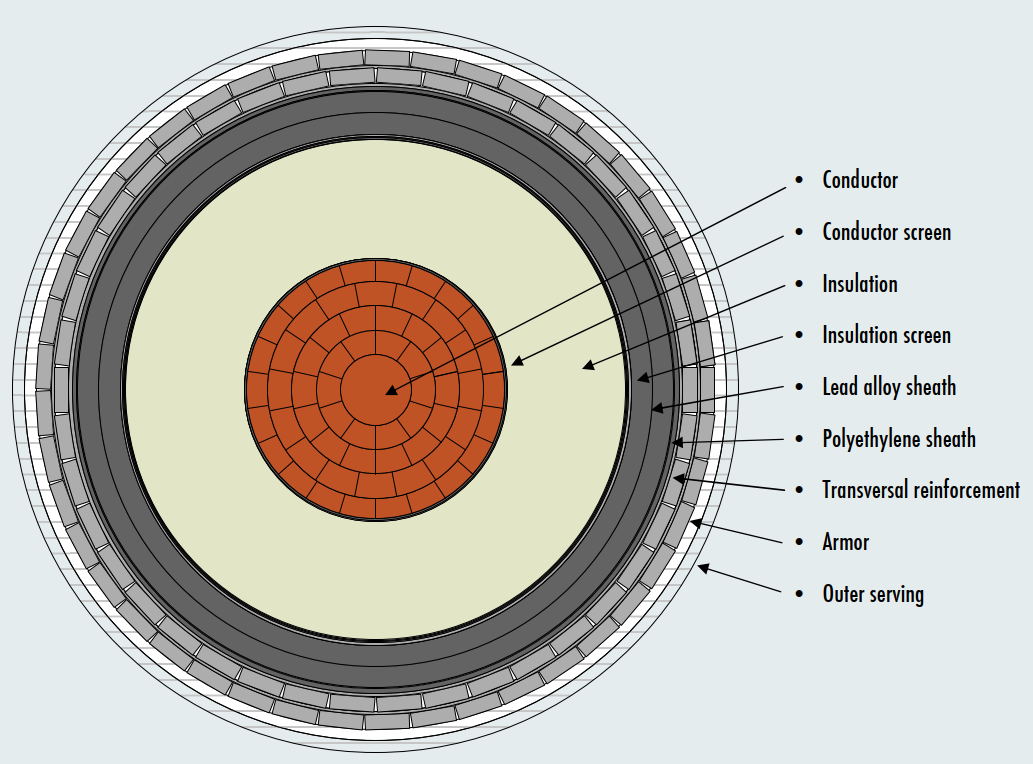 • Conductor
• Conductor screen
• Insulation
• Insulation screen
• Lead alloy sheath
• Polyethylene sheath
• Transversal reinforcement
• Armor
• Outer serving